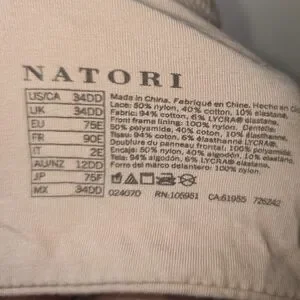 NATORI
US/CA 34DD
UK 34DD
EU 75E
FR 90E
IT 2E
AU/NZ 12DD
JP 75F
MX 34DD
Made in China. Fabriqué en Chine. Hecho en
Lace: 50% nylon, 40% cotton, 10% elastane.
Fabric: 94% cotton, 6% LYCRA® elastane.
Front frame lining: 100% nylon. Dentelle:
50% polyamide, 40% coton, 10% elasthanne.
Tissu: 94% coton, 6% LYCRA® élasthanne.
Doublure du panneau frontal: 100% polyamide.
Encaje: 50% nylon, 40% algodón, 10% elastano.
Tela: 94% algodón, 6% LYCRA® elastano.
Forro del marco delantero: 100% nylon.
024070 RN:105951 CA:51955 726242